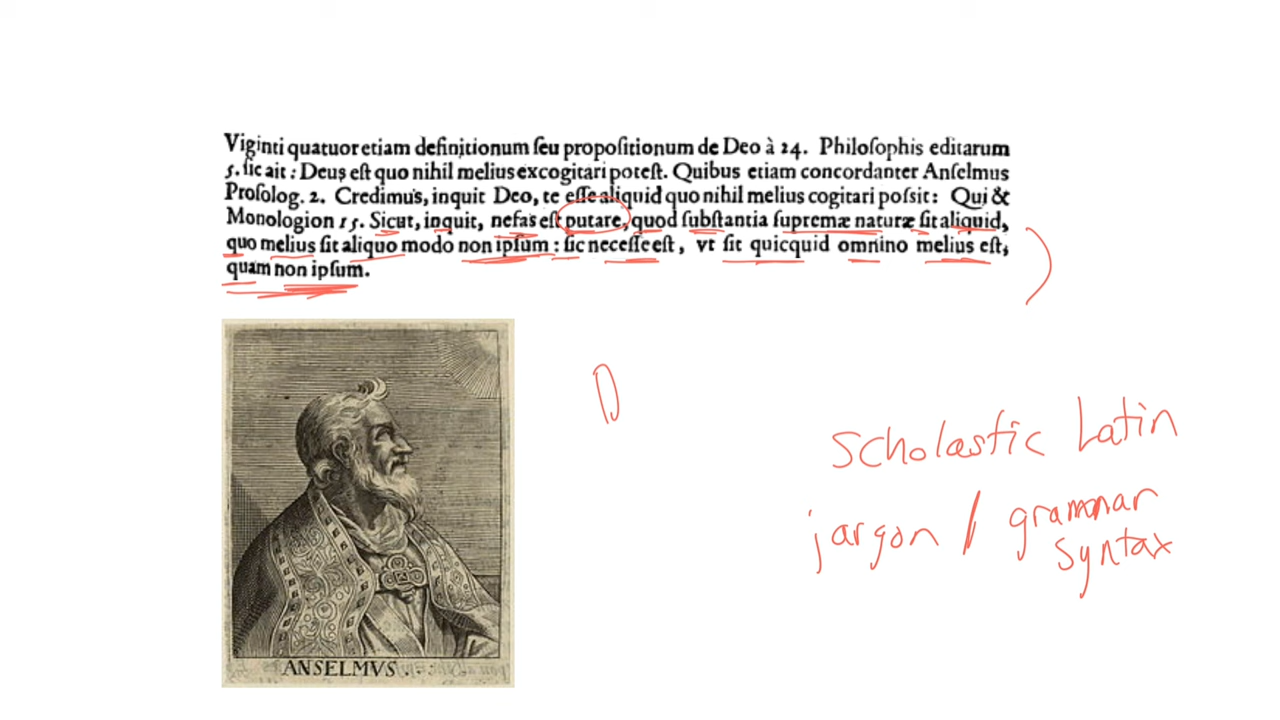 Viginti quatuor etiam definitionum ſeu propoſitionum de Deo à 24. Philoſophis editarum
5. ſic ait : Deus eſt quo nihil melius excogitari poteſt. Quibus etiam concordanter Anſelmus
Proſolog. 2. Credimus, inquit Deo, te eſſe aliquid quo nihil melius cogitari poſsit: Qui &
Monologion 15. Sicut, inquit, nefas eſt putare, quod ſubſtantia ſupremæ naturæ ſit aliquid,
quo melius ſit aliquo modo non ipſum : ſic neceſſe eſt, vt ſit quicquid omnino melius eſt,
quam non ipſum.
scholastic Latin
jargon / grammar
syntax
ANSELMVS.